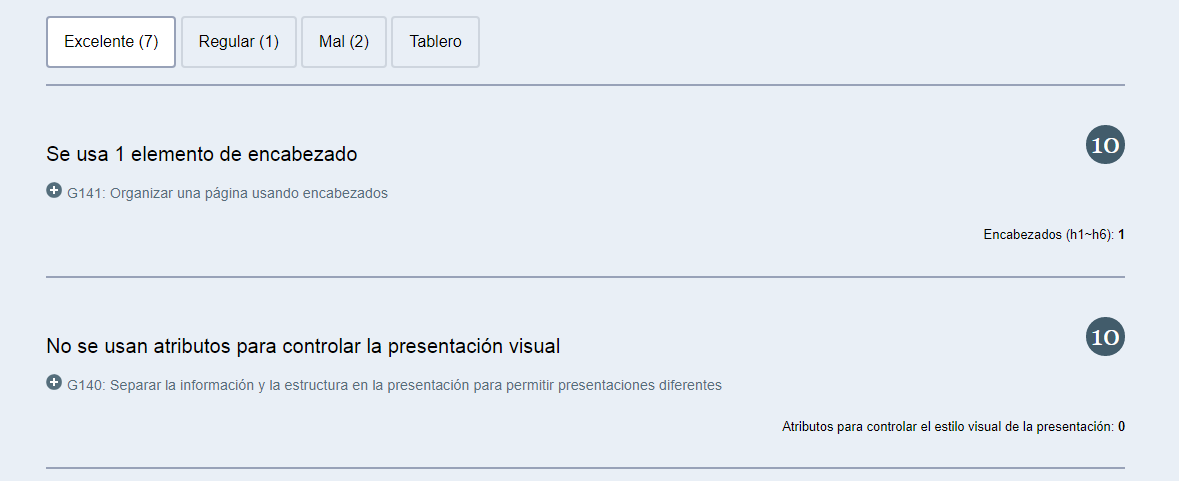 Excelente (7) Regular (1) Mal (2) Tablero
Se usa 1 elemento de encabezado
10
G141: Organizar una página usando encabezados
Encabezados (h1~h6): 1
No se usan atributos para controlar la presentación visual
10
G140: Separar la información y la estructura en la presentación para permitir presentaciones diferentes
Atributos para controlar el estilo visual de la presentación: 0